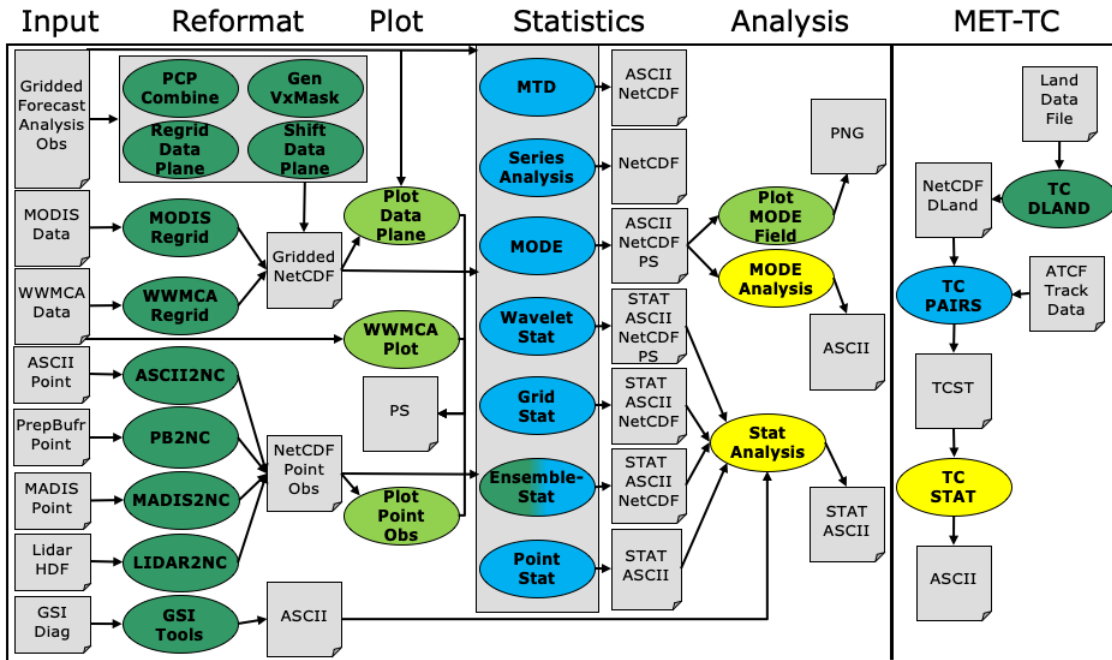 Input
Reformat
Plot
Statistics
Analysis
MET-TC
Gridded
Forecast
Analysis
Obs
MODIS
Data
WWMCA
Data
ASCII
Point
PrepBufr
Point
MADIS
Point
Lidar
HDF
GSI
Diag
PCP
Combine
Gen
VxMask
Regrid
Data
Plane
Shift
Data
Plane
MODIS
Regrid
WWMCA
Regrid
ASCII2NC
PB2NC
MADIS2NC
LIDAR2NC
GSI
Tools
Gridded
NetCDF
NetCDF
Point
Obs
ASCII
Plot
Data
Plane
WWMCA
Plot
PS
Plot
Point
Obs
MTD
Series
Analysis
MODE
Wavelet
Stat
Grid
Stat
Ensemble-
Stat
Point
Stat
ASCII
NetCDF
NetCDF
ASCII
NetCDF
PS
STAT
ASCII
NetCDF
PS
STAT
ASCII
NetCDF
STAT
ASCII
NetCDF
STAT
ASCII
PNG
Plot
MODE
Field
MODE
Analysis
ASCII
Stat
Analysis
STAT
ASCII
Land
Data
File
NetCDF
DLand
TC
DLAND
TC
PAIRS
ATCF
Track
Data
TCST
TC
STAT
ASCII